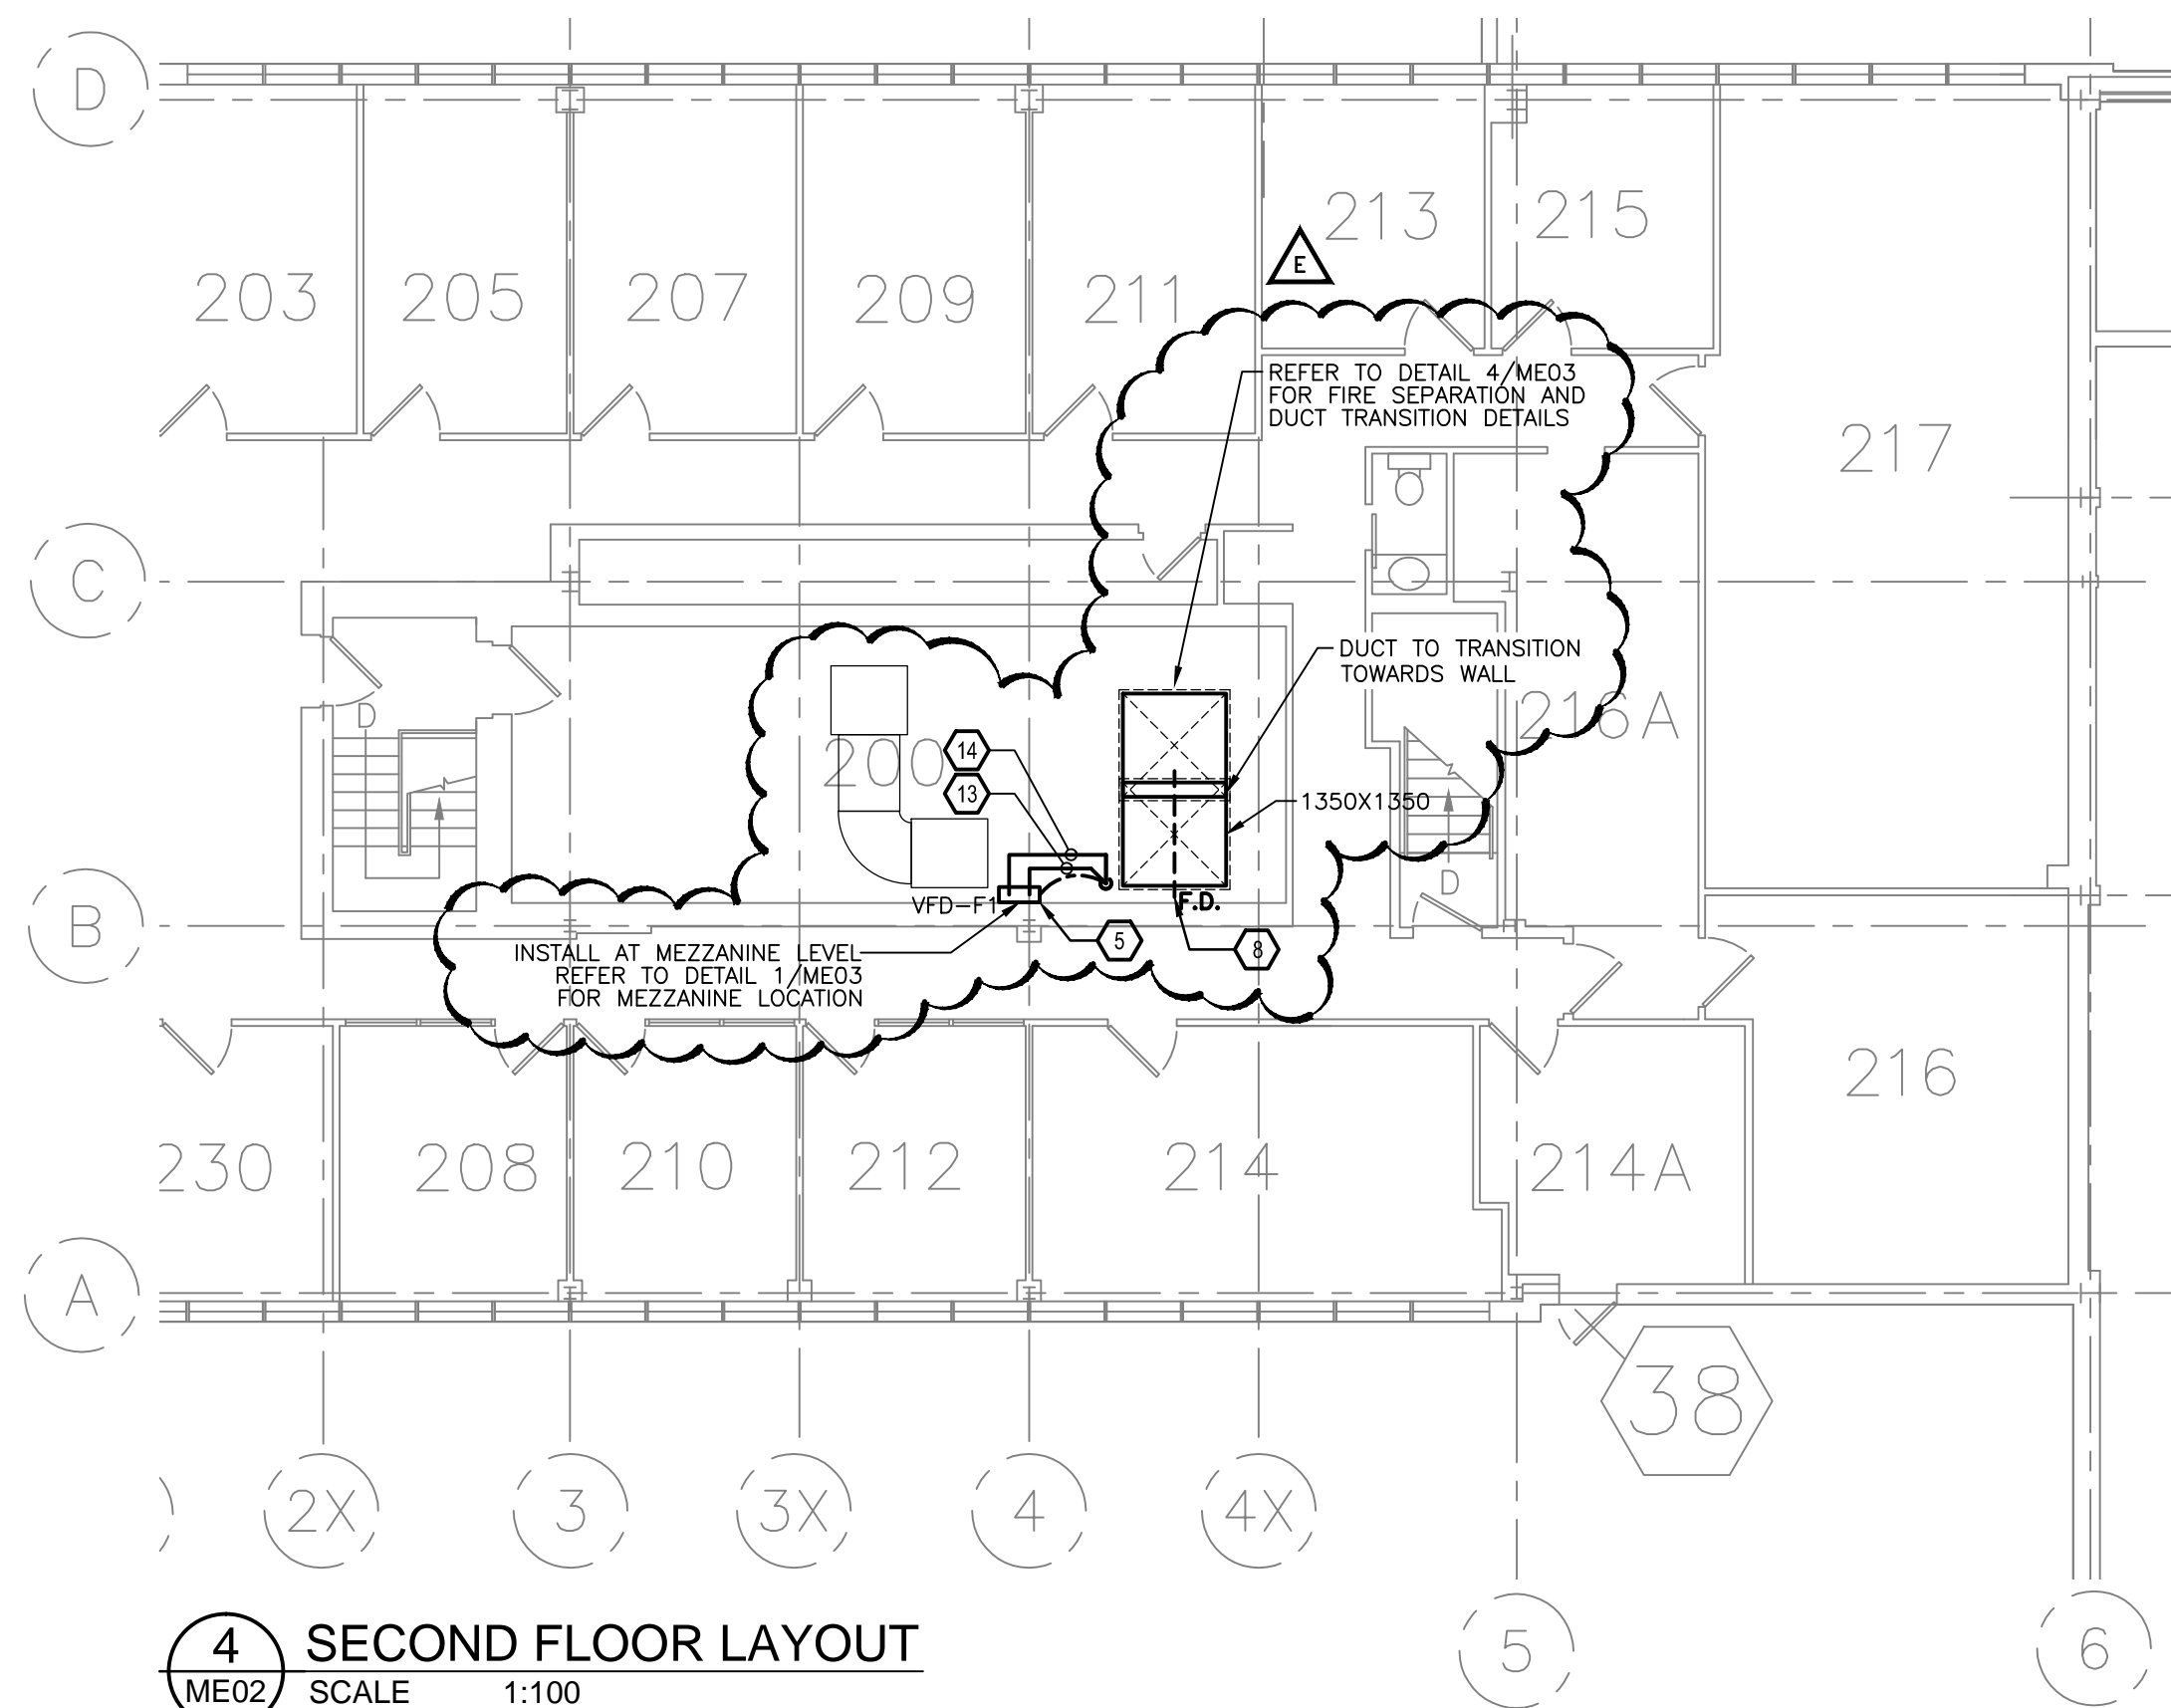 D
213
215
E
203
205
207
209
211
REFER TO DETAIL 4/ME03
FOR FIRE SEPARATION AND
DUCT TRANSITION DETAILS
217
C
DUCT TO TRANSITION
TOWARDS WALL
D
216A
200
14
13
1350X1350
D
VFD-F1
F.D.
B
5
8
INSTALL AT MEZZANINE LEVEL
REFER TO DETAIL 1/ME03
FOR MEZZANINE LOCATION
216
230
208
210
212
214
214A
A
38
2X
3
3X
4
4X
5
6
4
ME02
SECOND FLOOR LAYOUT
SCALE 1:100